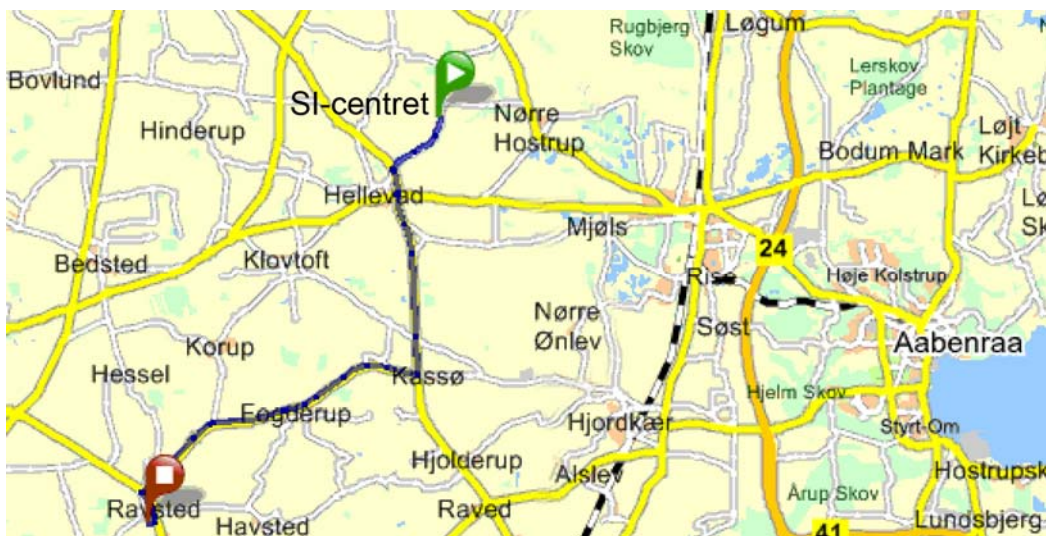 Rugbjerg
Skov
Løgum
Bovlund
Lerskov
Plantage
SI-centret
Nørre
Hostrup
Hinderup
Løjt
Kirkeb
Bodum Mark
Hellevad
Lø
Sk
Mjøls
24
Bedsted
Klovtoft
Rise
Høje Kolstrup
Nørre
Ønlev
Søst
Aabenraa
Korup
Hessel
Kassø
Hjelm Skov
Fogderup
Hjordkær
Styrt-Om
Hjolderup
Alslev
Hostrupsk
Årup Skov
Ravsted
Havsted
Raved
41
Lundsbjerg